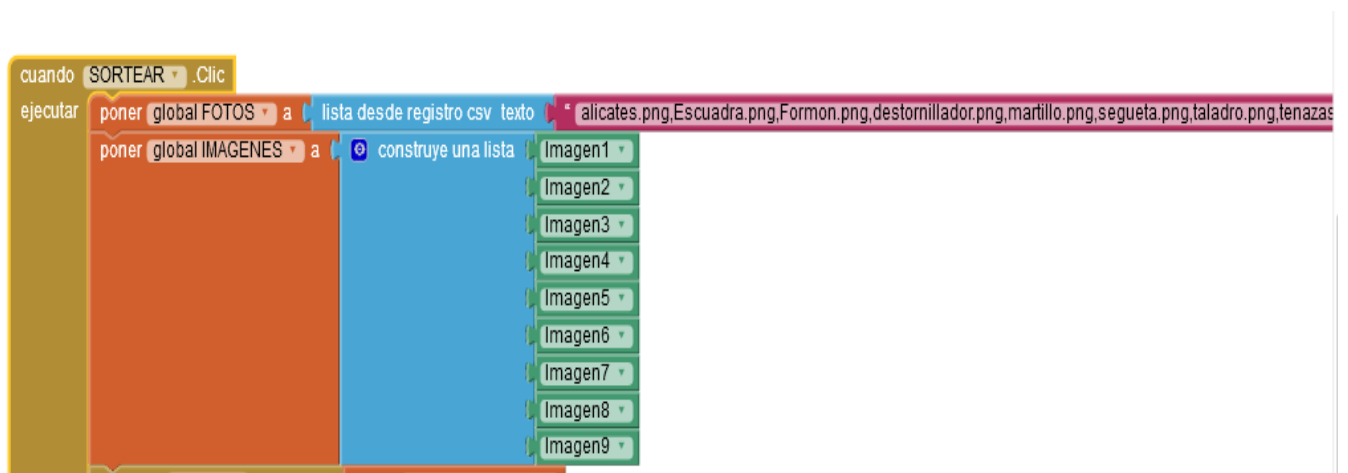 cuando SORTEAR .Clic
ejecutar poner global FOTOS a lista desde registro csv texto “ alicates.png,Escuadra.png,Formon.png,destornillador.png,martillo.png,segueta.png,taladro.png,tenazas
poner global IMAGENES a construye una lista Imagen1
Imagen2
Imagen3
Imagen4
Imagen5
Imagen6
Imagen7
Imagen8
Imagen9